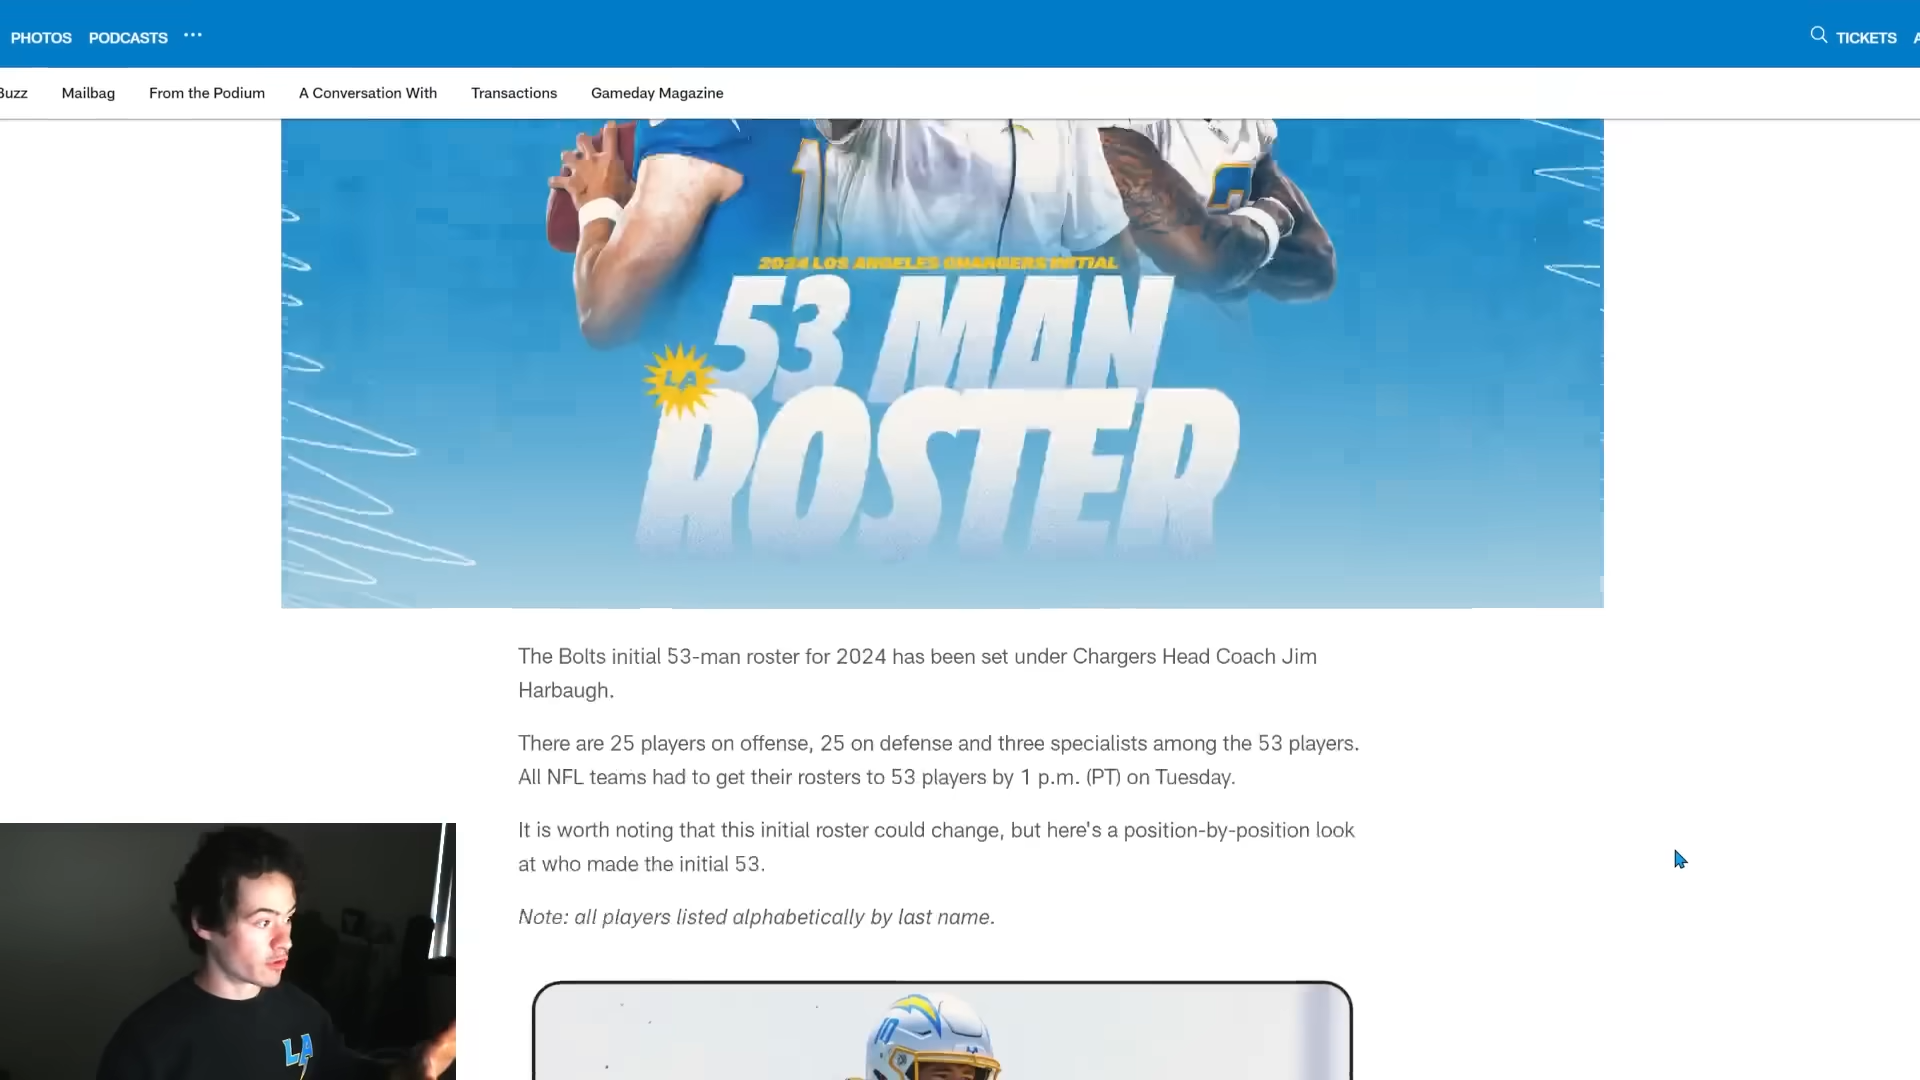 PHOTOS PODCASTS ...
TICKETS
Buzz Mailbag From the Podium A Conversation With Transactions Gameday Magazine
2024 LOS ANGELES CHARGERS INITIAL
53 MAN
LA
ROSTER
The Bolts initial 53-man roster for 2024 has been set under Chargers Head Coach Jim
Harbaugh.
There are 25 players on offense, 25 on defense and three specialists among the 53 players.
All NFL teams had to get their rosters to 53 players by 1 p.m. (PT) on Tuesday.
It is worth noting that this initial roster could change, but here's a position-by-position look
at who made the initial 53.
Note: all players listed alphabetically by last name.
LA